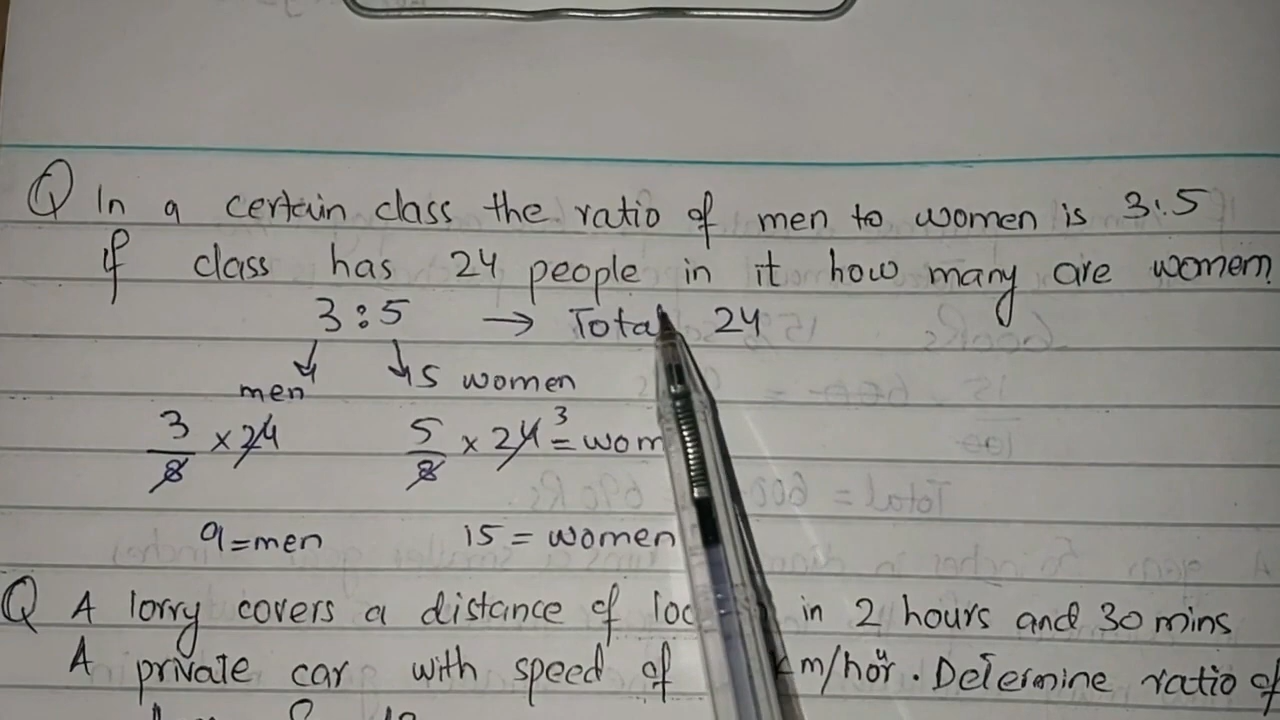 Q In a certain class the ratio of men to women is 3:5
if class has 24 people in it how many are women
3:5 → Total 24
men women
3/8 × 24 5/8 × 24 3 = wom
9=men 15 = women
Q A lorry covers a distance of in 2 hours and 30 mins
A private car with speed of km/hour. Determine ratio of